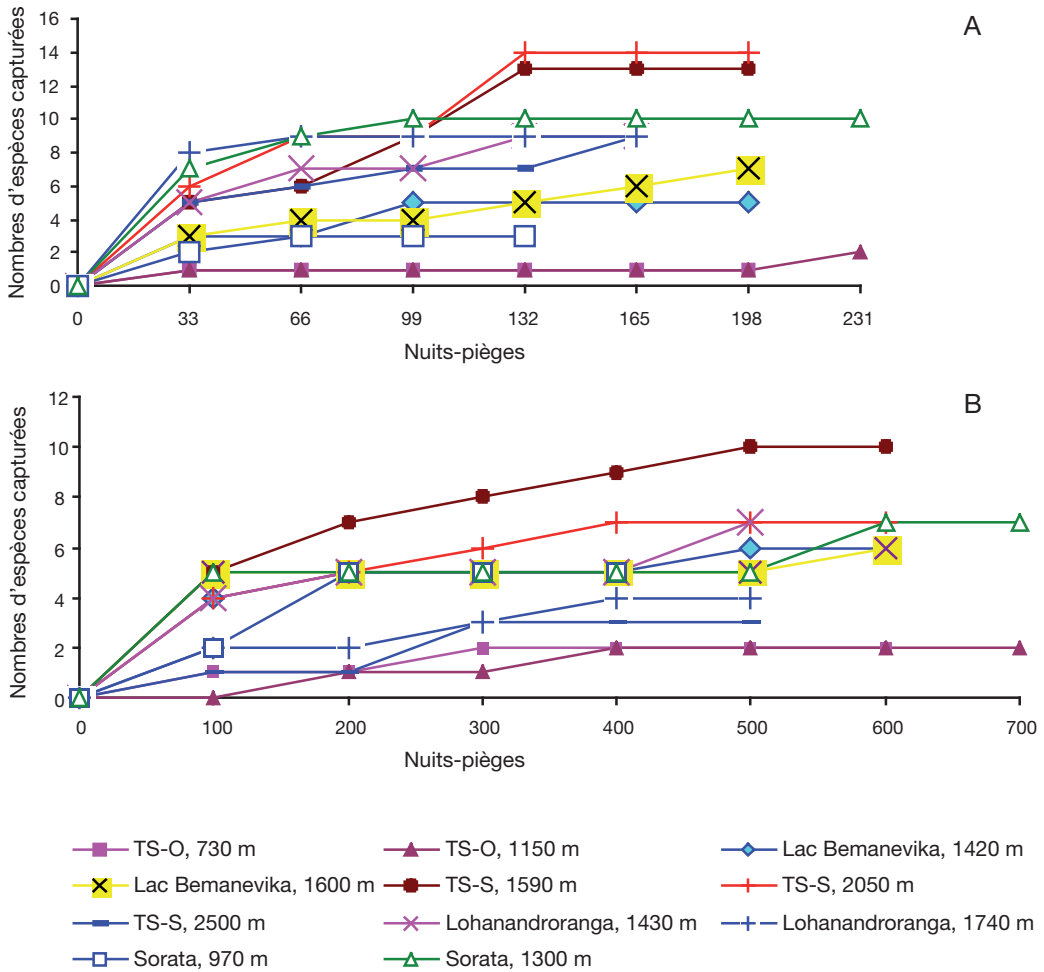 A
Nombres d'espèces capturées
16
14
12
10
8
6
4
2
0
0 33 66 99 132 165 198 231
Nuits-pièges
B
Nombres d'espèces capturées
12
10
8
6
4
2
0
0 100 200 300 400 500 600 700
Nuits-pièges
TS-O, 730 m TS-O, 1150 m Lac Bemanevika, 1420 m
Lac Bemanevika, 1600 m TS-S, 1590 m TS-S, 2050 m
TS-S, 2500 m Lohanandroranga, 1430 m Lohanandroranga, 1740 m
Sorata, 970 m Sorata, 1300 m